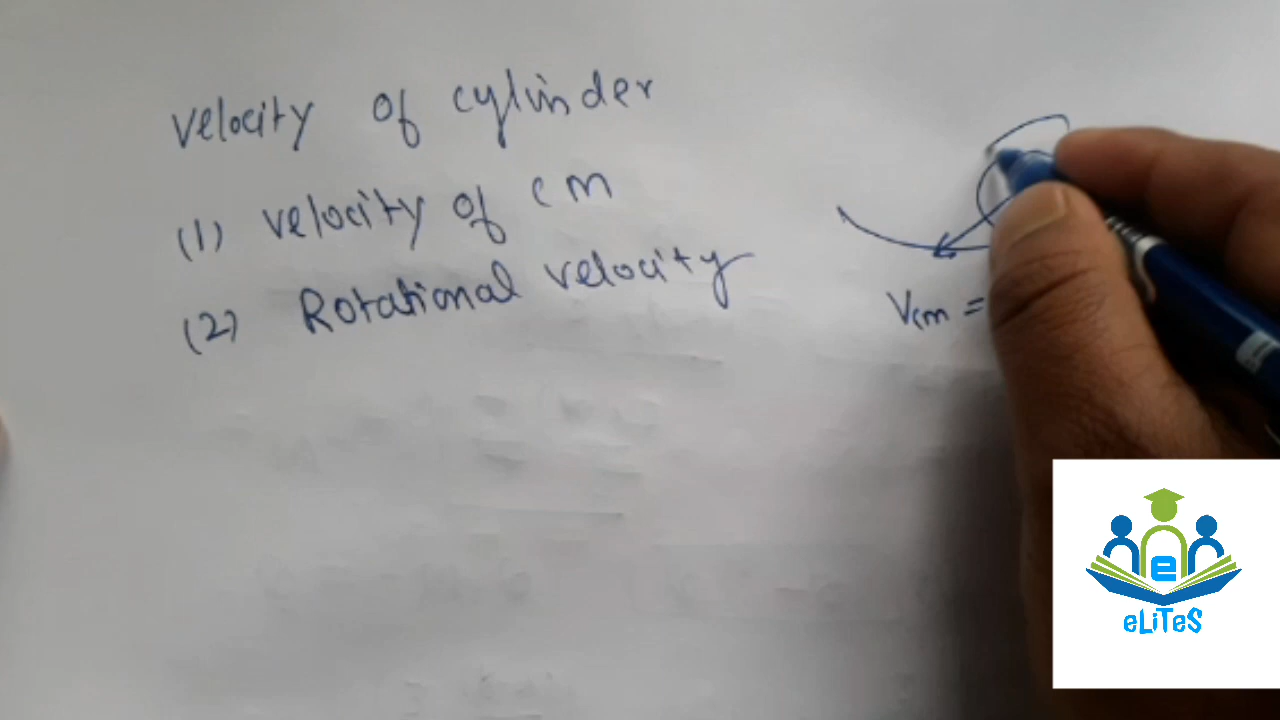 velocity of cylinder
(1) velocity of cm
(2) Rotational velocity
Vcm =
e
eLiTeS